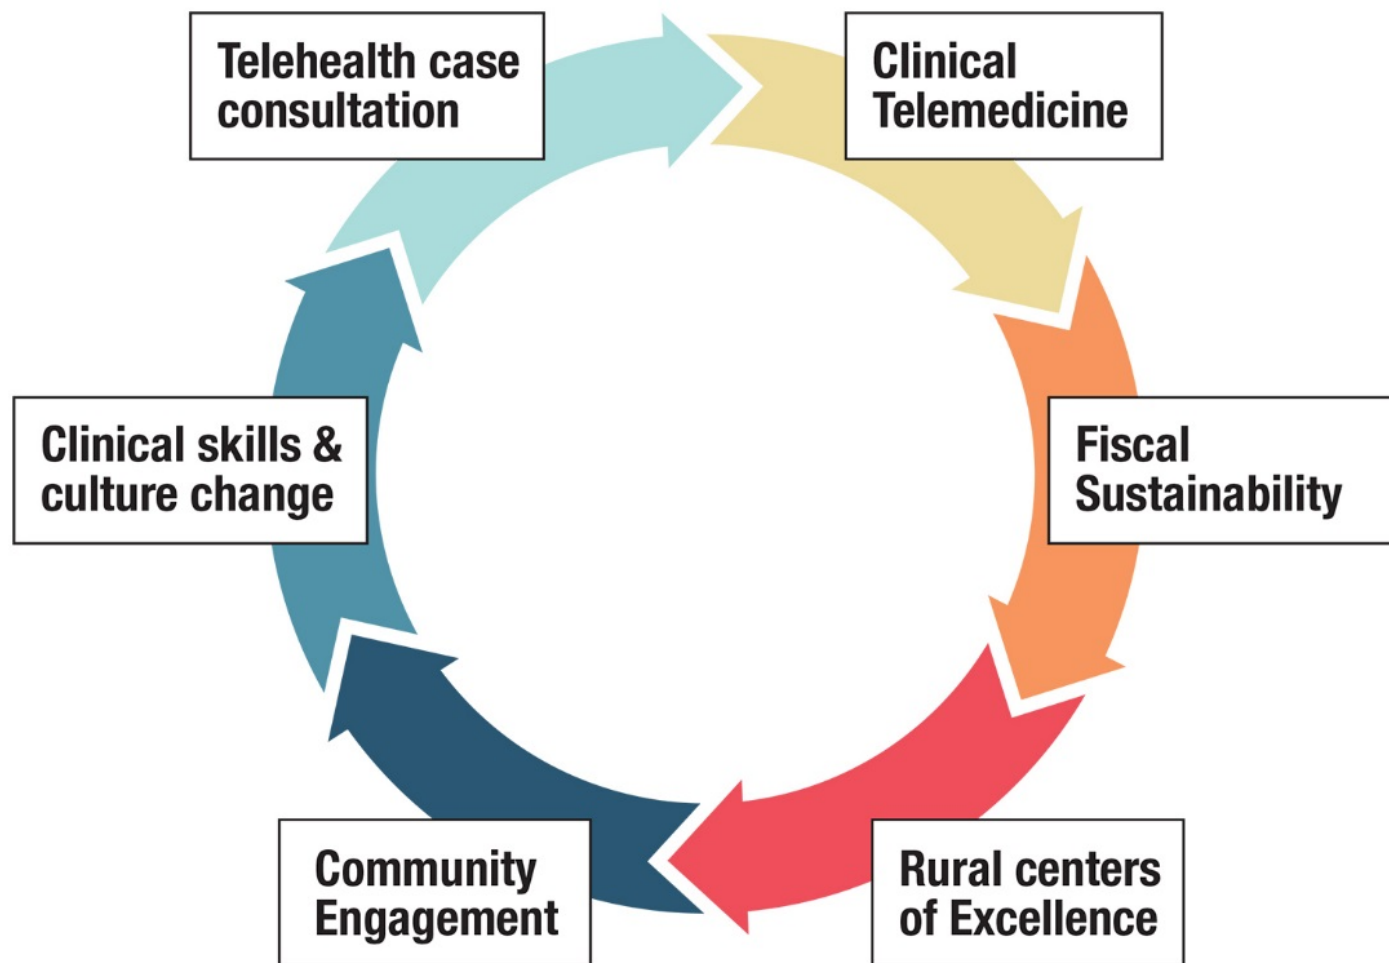 Telehealth case
consultation
Clinical
Telemedicine
Fiscal
Sustainability
Rural centers
of Excellence
Community
Engagement
Clinical skills &
culture change